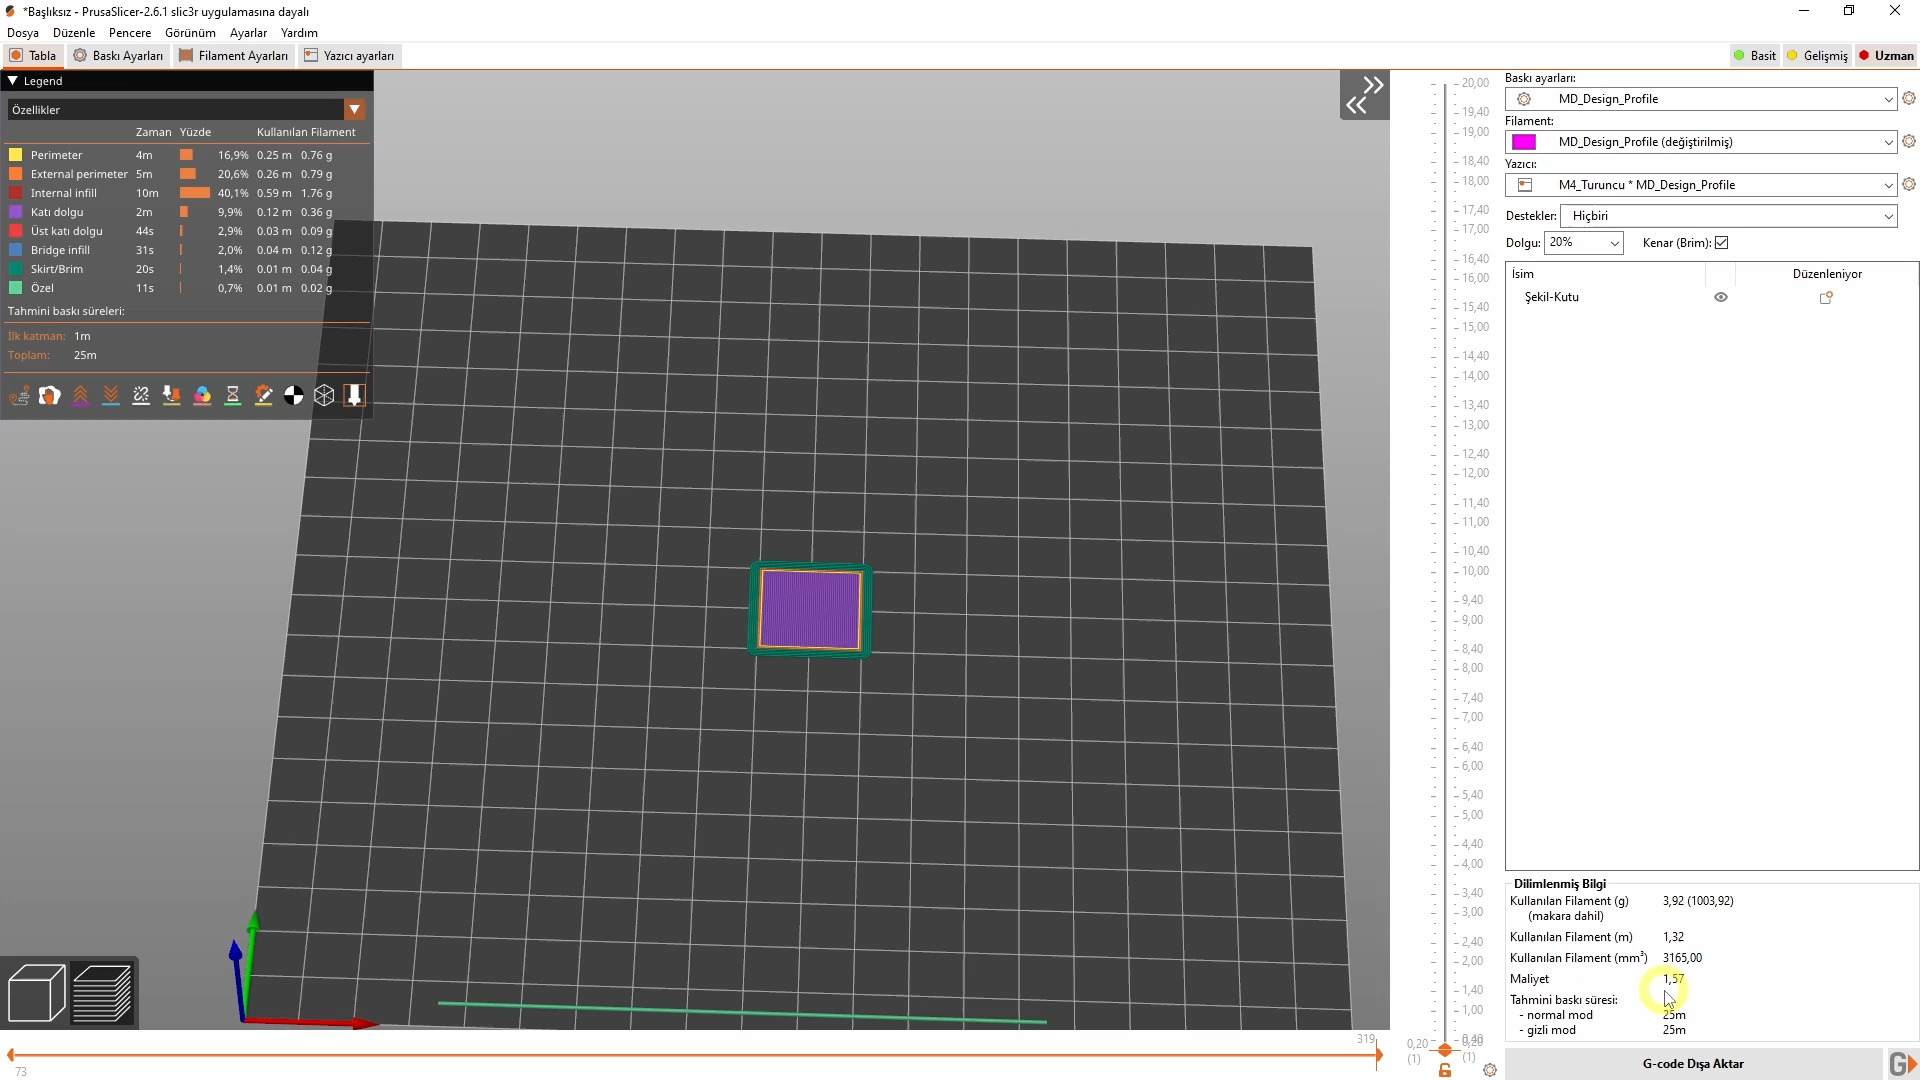 *Başlıksız - PrusaSlicer-2.6.1 slic3r uygulamasına dayalı
Dosya Düzenle Pencere Görünüm Ayarlar Yardım
Tabla Baskı Ayarları Filament Ayarları Yazıcı ayarları
Basit Gelişmiş Uzman
Legend
Özellikler
Zaman Yüzde Kullanılan Filament
Perimeter 4m 16,9% 0.25 m 0.76 g
External perimeter 5m 20,6% 0.26 m 0.79 g
Internal infill 10m 40,1% 0.59 m 1.76 g
Katı dolgu 2m 9,9% 0.12 m 0.36 g
Üst katı dolgu 44s 2,9% 0.03 m 0.09 g
Bridge infill 31s 2,0% 0.04 m 0.12 g
Skirt/Brim 20s 1,4% 0.01 m 0.04 g
Özel 11s 0,7% 0.01 m 0.02 g
Tahmini baskı süreleri:
İlk katman: 1m
Toplam: 25m
20,00
19,40
19,00
18,40
18,00
17,40
17,00
16,40
16,00
15,40
15,00
14,40
14,00
13,40
13,00
12,40
12,00
11,40
11,00
10,40
10,00
9,40
9,00
8,40
8,00
7,40
7,00
6,40
6,00
5,40
5,00
4,40
4,00
3,40
3,00
2,40
2,00
1,40
1,00
0,20
(1)
0,20
(1)
319
73
Baskı ayarları:
MD_Design_Profile
Filament:
MD_Design_Profile (değiştirilmiş)
Yazıcı:
M4_Turuncu * MD_Design_Profile
Destekler: Hiçbiri
Dolgu: 20% Kenar (Brim):
İsim Düzenleniyor
Şekil-Kutu
Dilimlenmiş Bilgi
Kullanılan Filament (g) 3,92 (1003,92)
(makara dahil)
Kullanılan Filament (m) 1,32
Kullanılan Filament (mm³) 3165,00
Maliyet 1,57
Tahmini baskı süresi:
- normal mod 25m
- gizli mod 25m
G-code Dışa Aktar
G